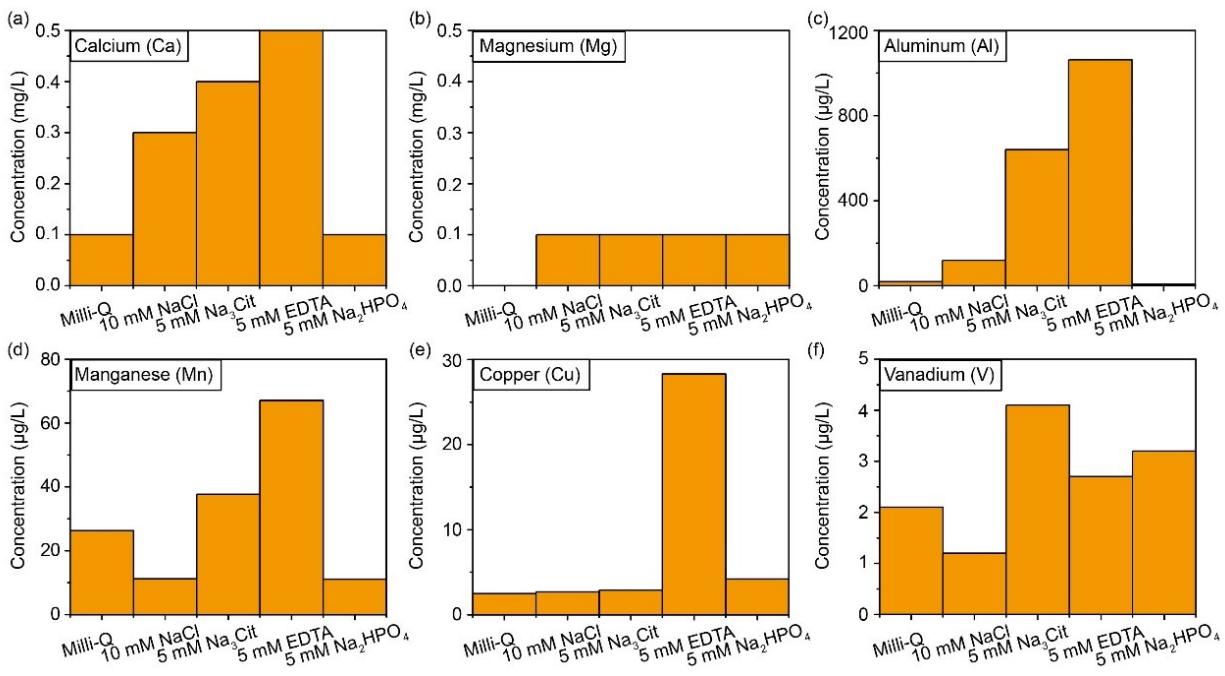 (a)
Calcium (Ca)
Concentration (mg/L)
0.5
0.4
0.3
0.2
0.1
0.0
Milli-Q
10 mM NaCl
5 mM Na₃Cit
5 mM EDTA
5 mM Na₂HPO₄
(b)
Magnesium (Mg)
Concentration (mg/L)
0.5
0.4
0.3
0.2
0.1
0.0
Milli-Q
10 mM NaCl
5 mM Na₃Cit
5 mM EDTA
5 mM Na₂HPO₄
(c)
Aluminum (Al)
Concentration (µg/L)
1200
800
400
0
Milli-Q
10 mM NaCl
5 mM Na₃Cit
5 mM EDTA
5 mM Na₂HPO₄
(d)
Manganese (Mn)
Concentration (µg/L)
80
60
40
20
0
Milli-Q
10 mM NaCl
5 mM Na₃Cit
5 mM EDTA
5 mM Na₂HPO₄
(e)
Copper (Cu)
Concentration (µg/L)
30
20
10
0
Milli-Q
10 mM NaCl
5 mM Na₃Cit
5 mM EDTA
5 mM Na₂HPO₄
(f)
Vanadium (V)
Concentration (µg/L)
5
4
3
2
1
0
Milli-Q
10 mM NaCl
5 mM Na₃Cit
5 mM EDTA
5 mM Na₂HPO₄